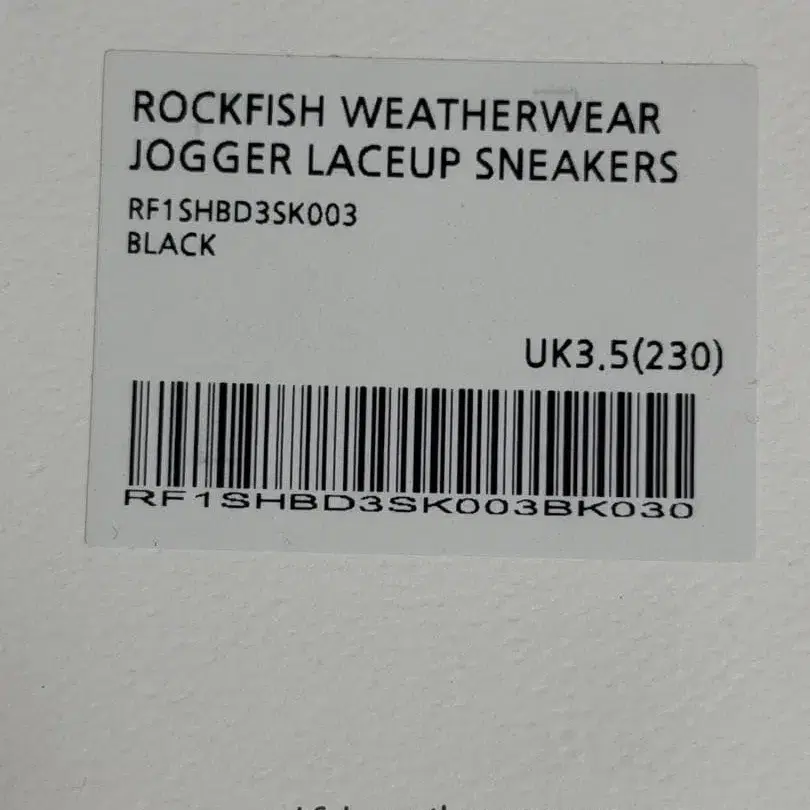 ROCKFISH WEATHERWEAR
JOGGER LACEUP SNEAKERS
RF1SHBD3SK003
BLACK
UK3.5(230)
RF1SHBD3SK003BK030